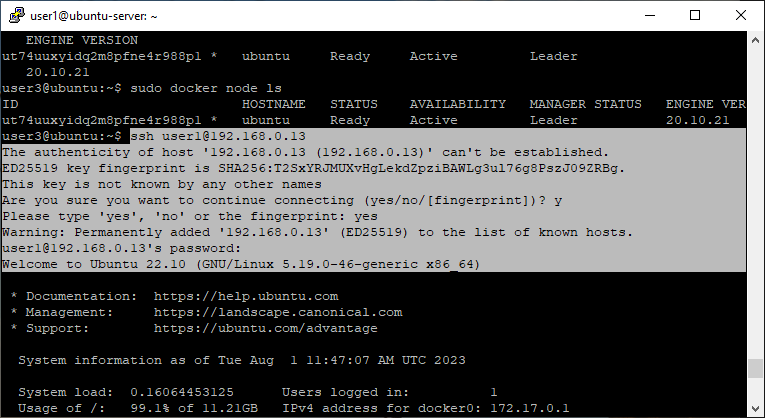 user1@ubuntu-server: ~
ENGINE VERSION
ut74uuxyidq2m8pfne4r988pl * ubuntu Ready Active Leader
20.10.21
user3@ubuntu:~$ sudo docker node ls
ID HOSTNAME STATUS AVAILABILITY MANAGER STATUS ENGINE VER
ut74uuxyidq2m8pfne4r988pl * ubuntu Ready Active Leader 20.10.21
user3@ubuntu:~$ ssh user1@192.168.0.13
The authenticity of host '192.168.0.13 (192.168.0.13)' can't be established.
ED25519 key fingerprint is SHA256:T2SxYRJMUXvHgLekdZpziBAWLg3ul76g8PszJ09ZRBg.
This key is not known by any other names
Are you sure you want to continue connecting (yes/no/[fingerprint])? y
Please type 'yes', 'no' or the fingerprint: yes
Warning: Permanently added '192.168.0.13' (ED25519) to the list of known hosts.
user1@192.168.0.13's password:
Welcome to Ubuntu 22.10 (GNU/Linux 5.19.0-46-generic x86_64)
* Documentation: https://help.ubuntu.com
* Management: https://landscape.canonical.com
* Support: https://ubuntu.com/advantage
System information as of Tue Aug 1 11:47:07 AM UTC 2023
System load: 0.16064453125 Users logged in: 1
Usage of /: 99.1% of 11.21GB IPv4 address for docker0: 172.17.0.1